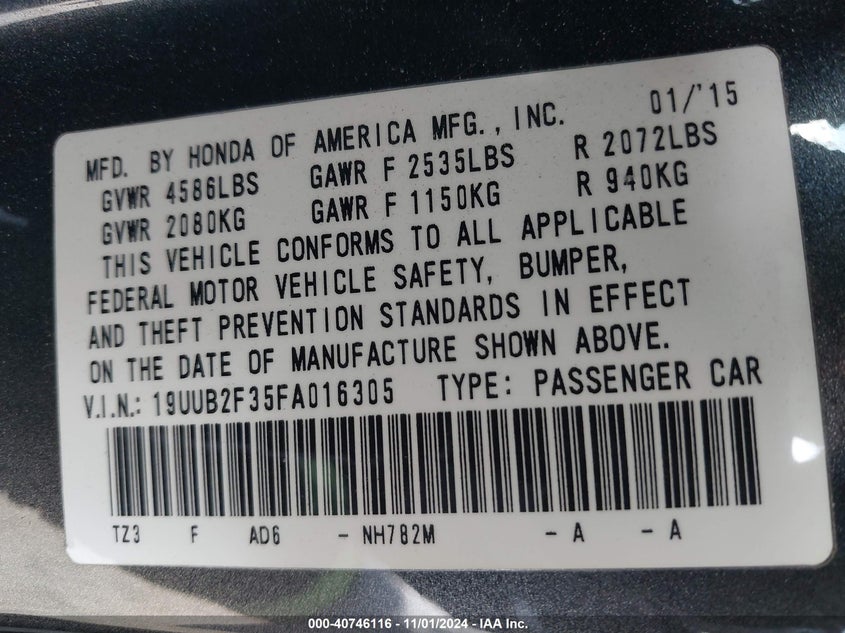 01/'15
MFD. BY HONDA OF AMERICA MFG., INC.
GVWR 4586LBS GAWR F 2535LBS R 2072LBS
GVWR 2080KG GAWR F 1150KG R 940KG
THIS VEHICLE CONFORMS TO ALL APPLICABLE
FEDERAL MOTOR VEHICLE SAFETY, BUMPER,
AND THEFT PREVENTION STANDARDS IN EFFECT
ON THE DATE OF MANUFACTURE SHOWN ABOVE.
V.I.N.: 19UUB2F35FA016305 TYPE: PASSENGER CAR
TZ3 F AD6 - NH782M - A - A
000-40746116 - 11/01/2024 - IAA Inc.